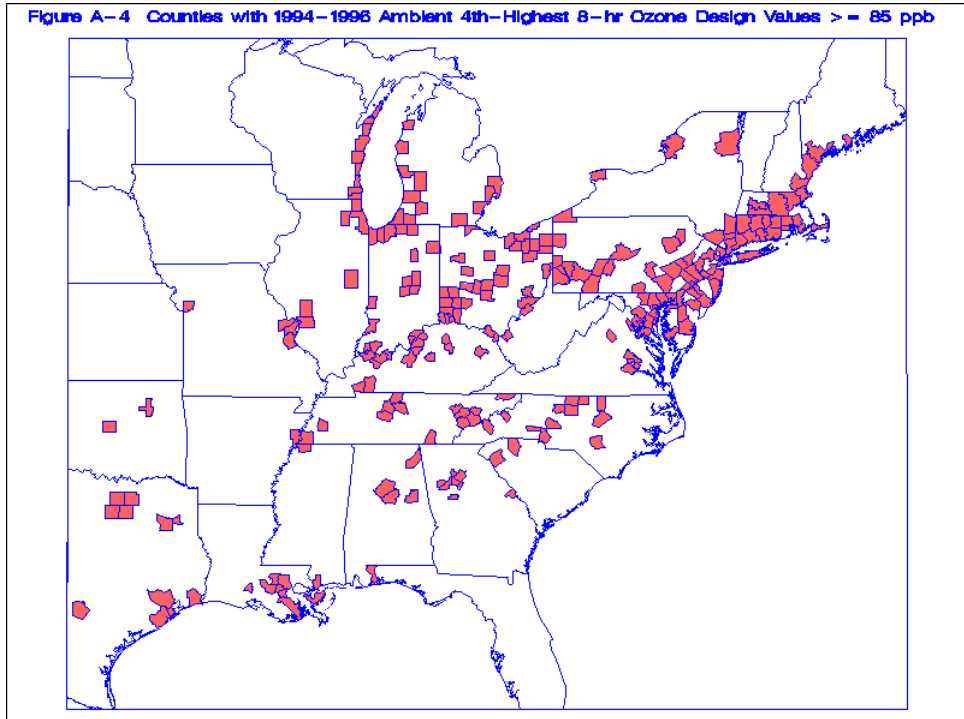 Figure A-4 Counties with 1994-1996 Ambient 4th-Highest 8-hr Ozone Design Values >= 85 ppb